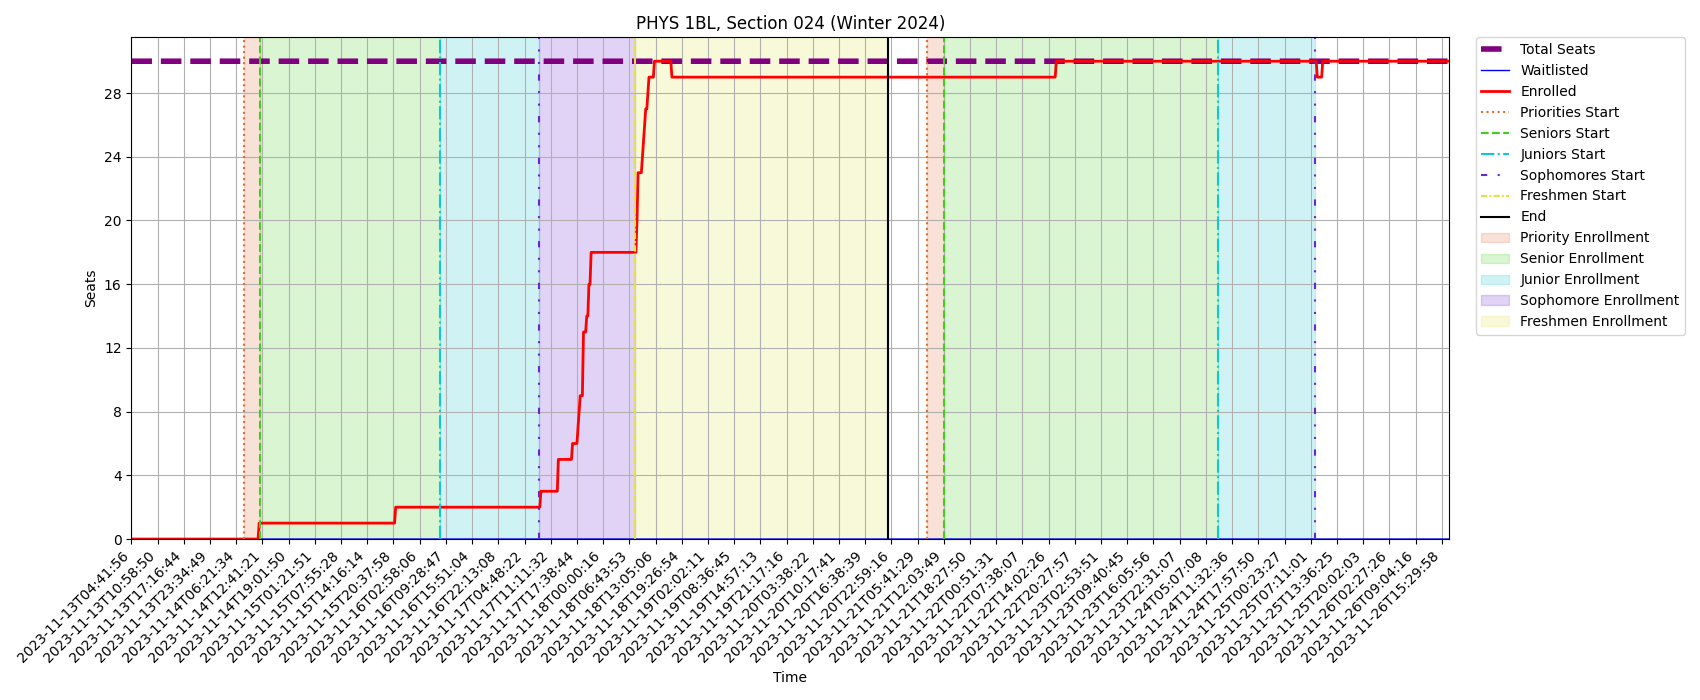 PHYS 1BL, Section 024 (Winter 2024)
Seats
28
24
20
16
12
8
4
0
2023-11-13T04:41:56
2023-11-13T10:58:50
2023-11-13T17:16:44
2023-11-13T23:34:49
2023-11-14T06:21:34
2023-11-14T12:41:21
2023-11-14T19:01:50
2023-11-15T01:21:51
2023-11-15T07:55:28
2023-11-15T14:16:14
2023-11-15T20:37:58
2023-11-16T02:58:06
2023-11-16T09:28:47
2023-11-16T15:51:04
2023-11-16T22:13:08
2023-11-17T04:48:22
2023-11-17T11:11:32
2023-11-17T17:38:44
2023-11-18T00:00:16
2023-11-18T06:43:53
2023-11-18T13:05:06
2023-11-18T19:26:54
2023-11-19T02:02:11
2023-11-19T08:36:45
2023-11-19T14:57:13
2023-11-19T21:17:16
2023-11-20T03:38:22
2023-11-20T10:17:41
2023-11-20T16:38:39
2023-11-20T22:59:16
2023-11-21T05:41:29
2023-11-21T12:03:49
2023-11-21T18:27:50
2023-11-22T00:51:31
2023-11-22T07:38:07
2023-11-22T14:02:26
2023-11-22T20:27:57
2023-11-23T02:53:51
2023-11-23T09:40:45
2023-11-23T16:05:56
2023-11-23T22:31:07
2023-11-24T05:07:08
2023-11-24T11:32:36
2023-11-24T17:57:50
2023-11-25T00:23:27
2023-11-25T07:11:01
2023-11-25T13:36:25
2023-11-25T20:02:03
2023-11-26T02:27:26
2023-11-26T09:04:16
2023-11-26T15:29:58
Time
Total Seats
Waitlisted
Enrolled
Priorities Start
Seniors Start
Juniors Start
Sophomores Start
Freshmen Start
End
Priority Enrollment
Senior Enrollment
Junior Enrollment
Sophomore Enrollment
Freshmen Enrollment